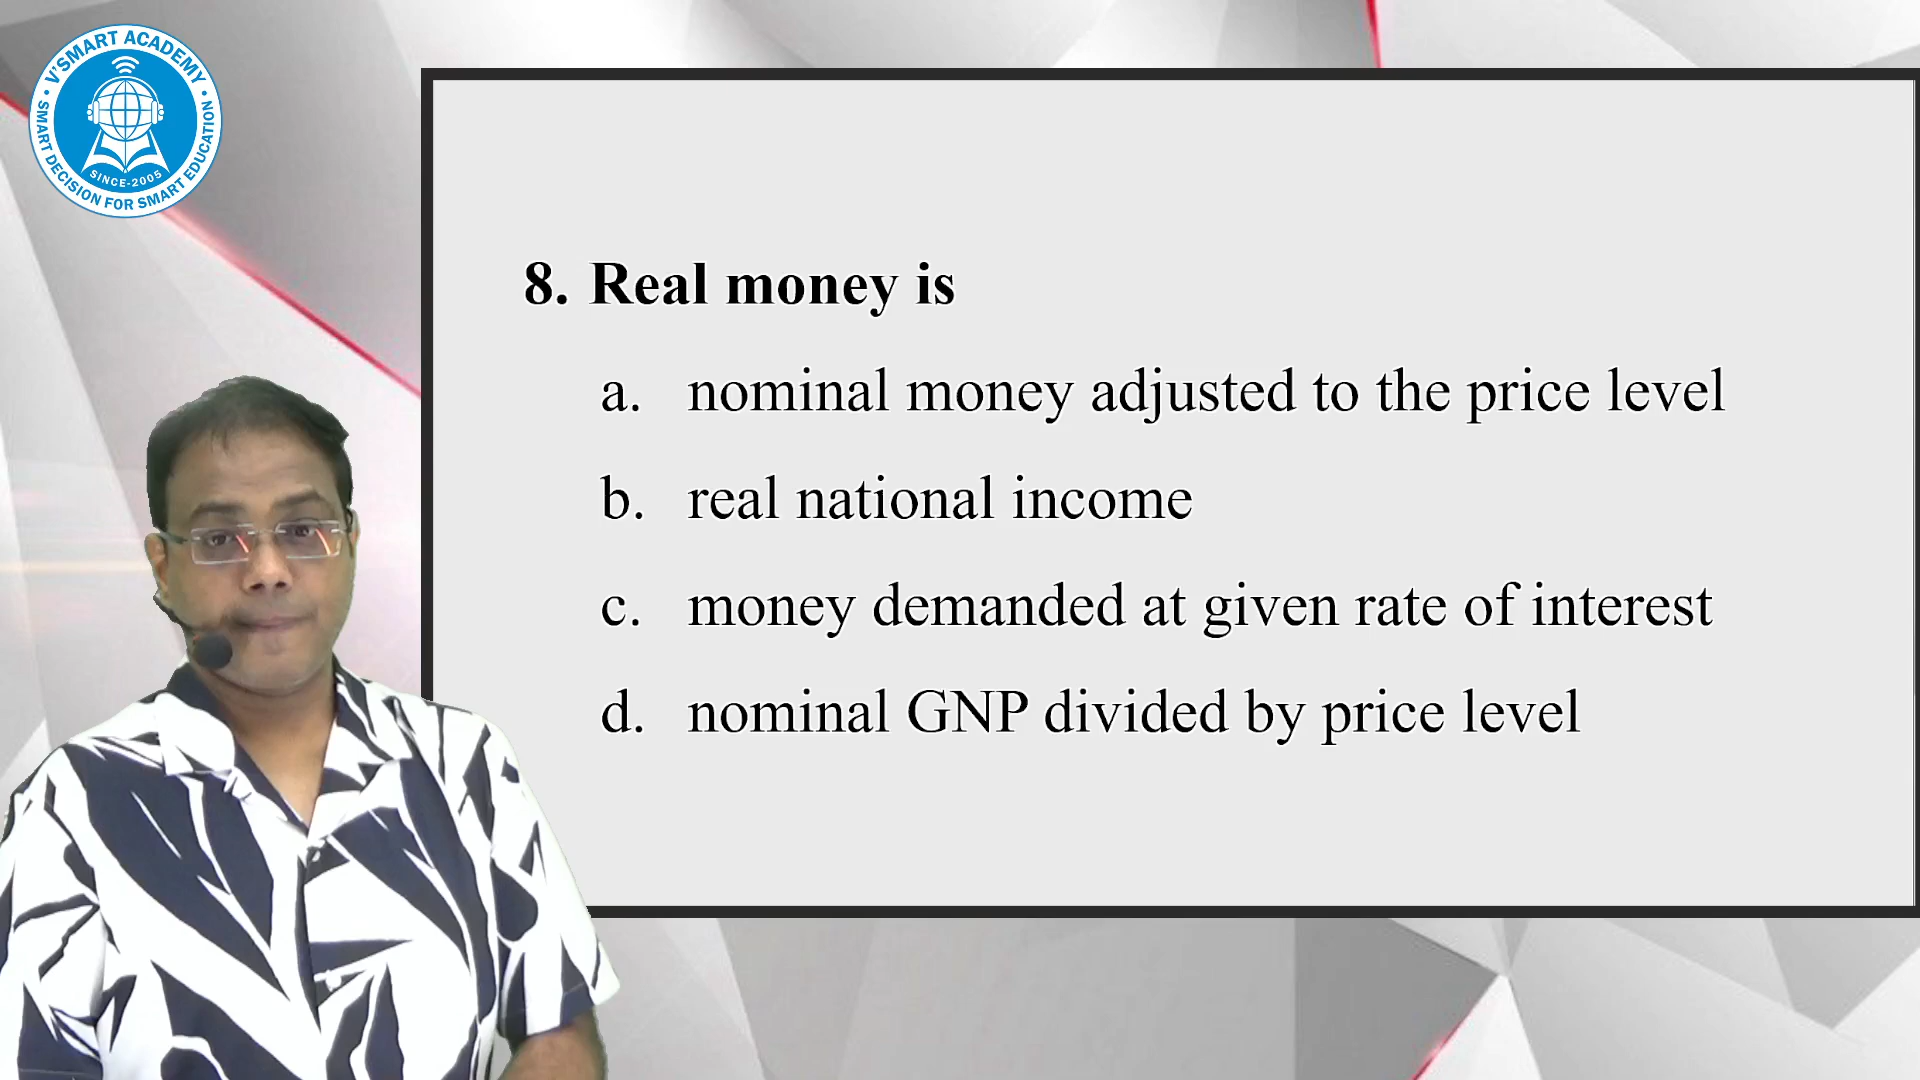 V'SMART ACADEMY
SMART DECISION FOR SMART EDUCATION
SINCE-2005
8. Real money is
a. nominal money adjusted to the price level
b. real national income
c. money demanded at given rate of interest
d. nominal GNP divided by price level